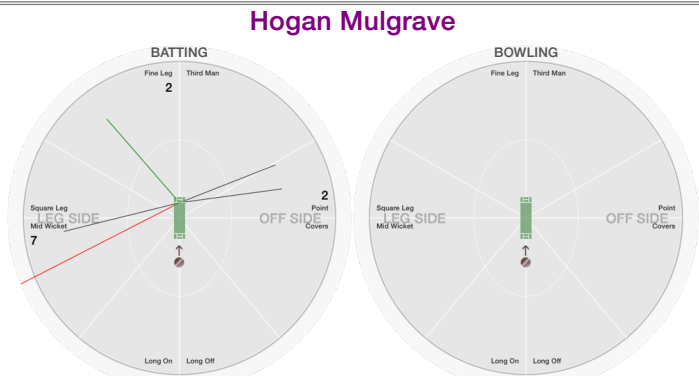 Hogan Mulgrave
BATTING
Fine Leg
Third Man
2
Square Leg
LEG SIDE
Mid Wicket
7
2
Point
OFF SIDE
Covers
Long On
Long Off
BOWLING
Fine Leg
Third Man
Square Leg
LEG SIDE
Mid Wicket
Point
OFF SIDE
Covers
Long On
Long Off